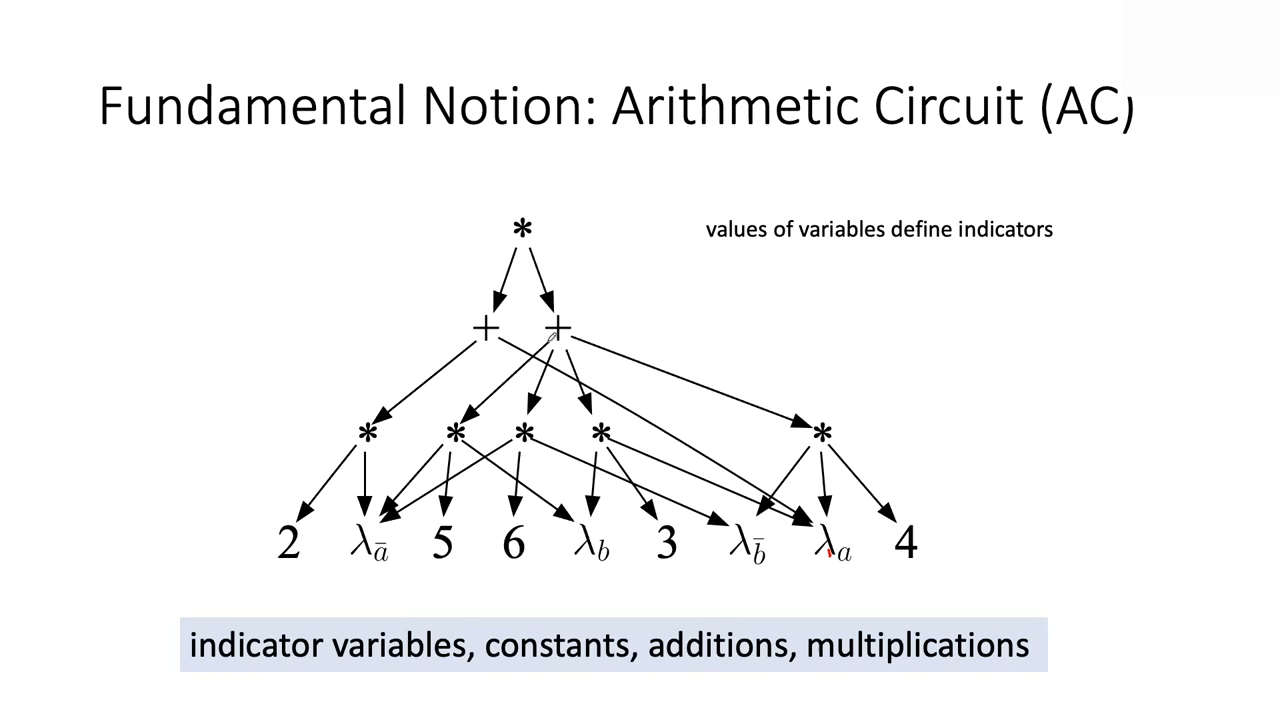 Fundamental Notion: Arithmetic Circuit (AC)
*
values of variables define indicators
+ +
* * * * *
2 λ_ā 5 6 λ_b 3 λ_b̄ λ_a 4
indicator variables, constants, additions, multiplications